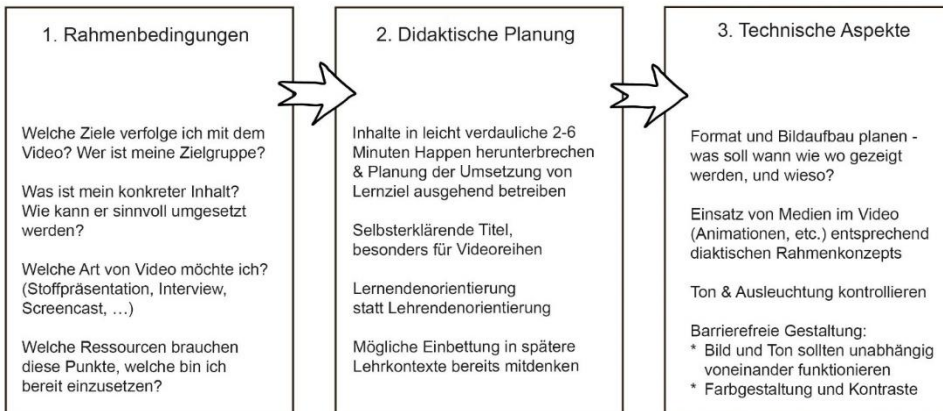 1. Rahmenbedingungen
Welche Ziele verfolge ich mit dem
Video? Wer ist meine Zielgruppe?
Was ist mein konkreter Inhalt?
Wie kann er sinnvoll umgesetzt
werden?
Welche Art von Video möchte ich?
(Stoffpräsentation, Interview,
Screencast, …)
Welche Ressourcen brauchen
diese Punkte, welche bin ich
bereit einzusetzen?
2. Didaktische Planung
Inhalte in leicht verdauliche 2-6
Minuten Happen herunterbrechen
& Planung der Umsetzung von
Lernziel ausgehend betreiben
Selbsterklärende Titel,
besonders für Videoreihen
Lernendenorientierung
statt Lehrendenorientierung
Mögliche Einbettung in spätere
Lehrkontexte bereits mitdenken
3. Technische Aspekte
Format und Bildaufbau planen -
was soll wann wie wo gezeigt
werden, und wieso?
Einsatz von Medien im Video
(Animationen, etc.) entsprechend
diaktischen Rahmenkonzepts
Ton & Ausleuchtung kontrollieren
Barrierefreie Gestaltung:
* Bild und Ton sollten unabhängig
voneinander funktionieren
* Farbgestaltung und Kontraste